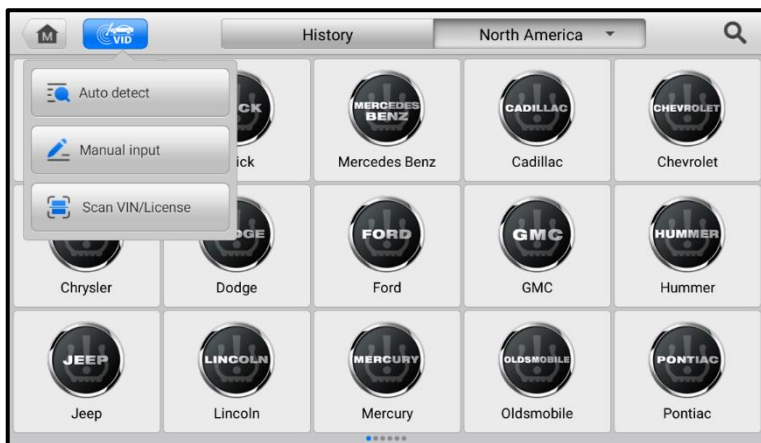 M
VID
History
North America
Auto detect
Manual input
Scan VIN/License
CK
ick
MERCEDES
BENZ
Mercedes Benz
CADILLAC
Cadillac
CHEVROLET
Chevrolet
Chrysler
DGE
Dodge
FORD
Ford
GMC
GMC
HUMMER
Hummer
JEEP
Jeep
LINCOLN
Lincoln
MERCURY
Mercury
OLDSMOBILE
Oldsmobile
PONTIAC
Pontiac